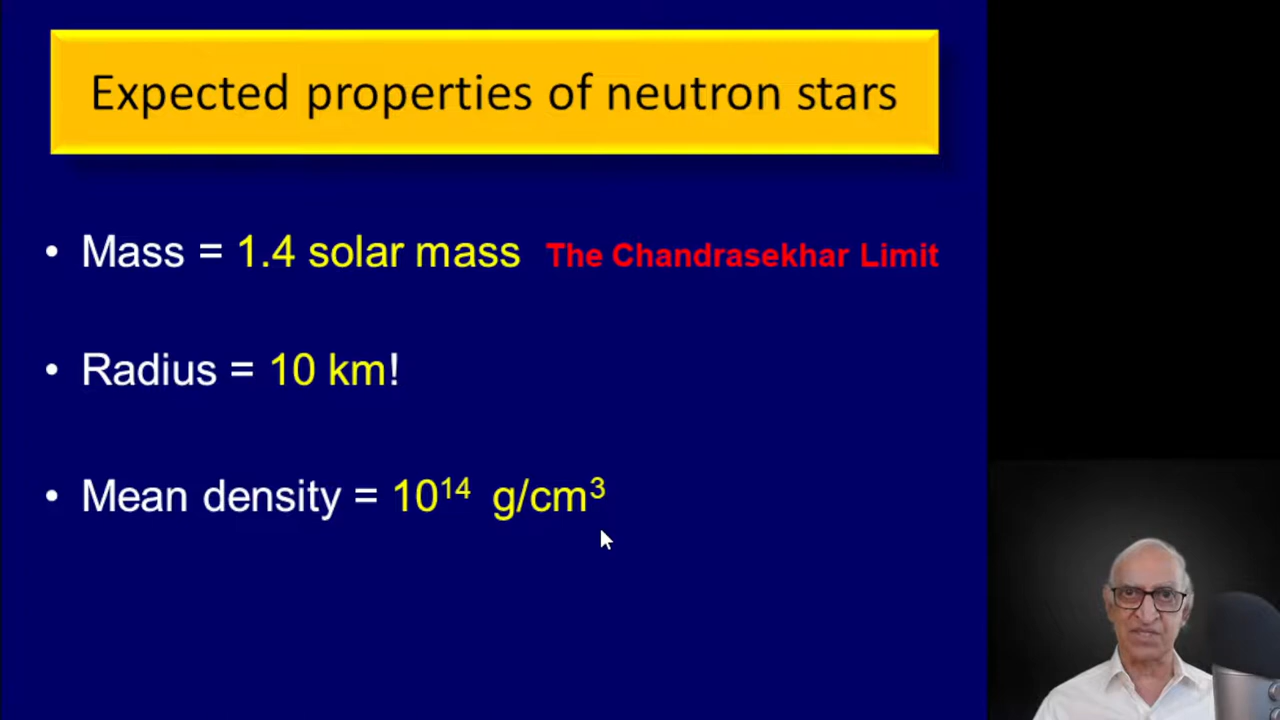 Expected properties of neutron stars
• Mass = 1.4 solar mass The Chandrasekhar Limit
• Radius = 10 km!
• Mean density = 10¹⁴ g/cm³